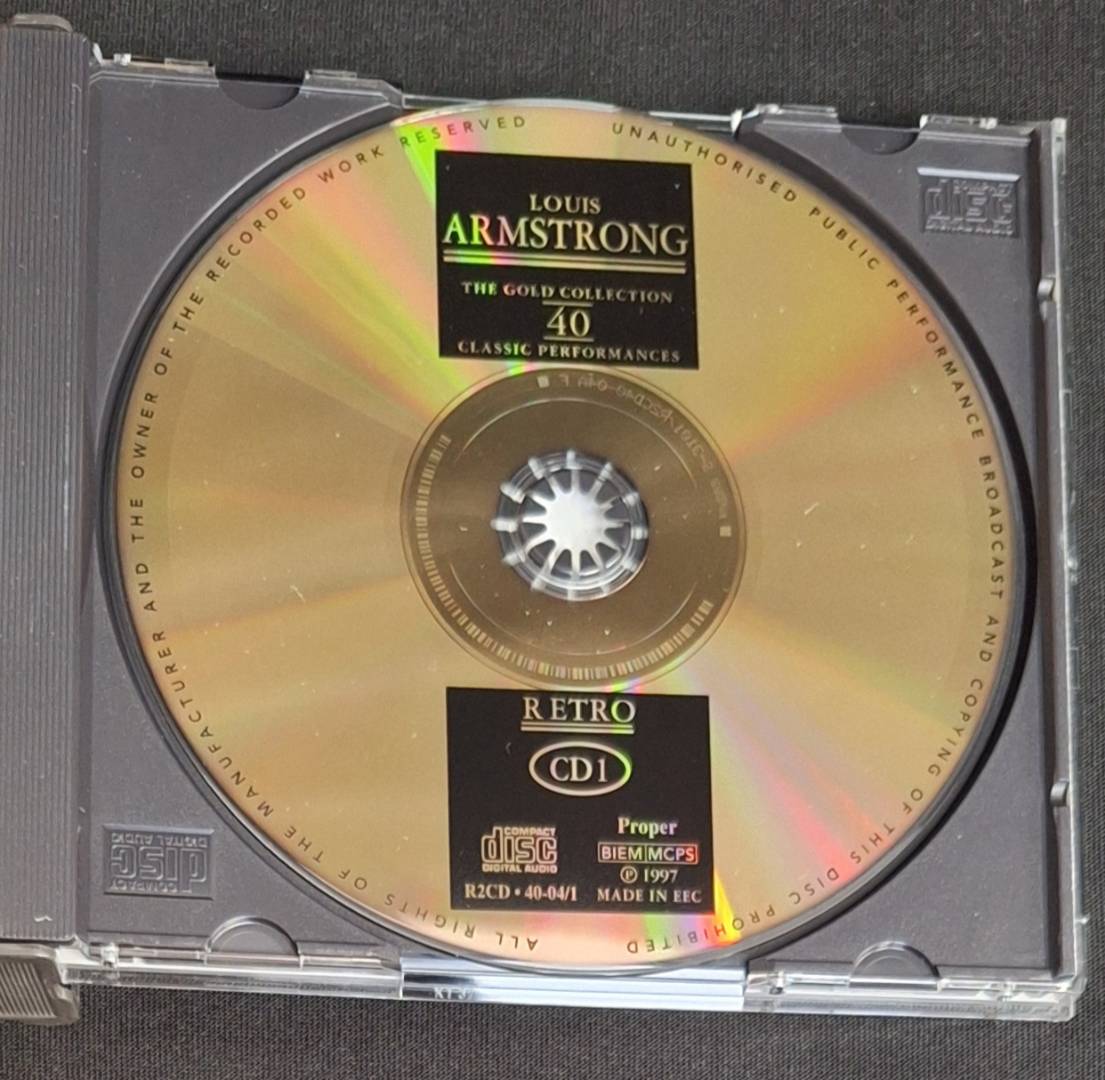 LOUIS
ARMSTRONG
THE GOLD COLLECTION
40
CLASSIC PERFORMANCES
RETRO
CD1
COMPACT
disc
DIGITAL AUDIO
R2CD • 40-04/1
Proper
BIEM MCPS
℗ 1997
MADE IN EEC
ALL RIGHTS OF THE MANUFACTURER AND THE OWNER OF THE RECORDED WORK RESERVED
UNAUTHORISED PUBLIC PERFORMANCE BROADCAST AND COPYING OF THIS DISC PROHIBITED
COMPACT
disc
DIGITAL AUDIO
COMPACT
disc
DIGITAL AUDIO